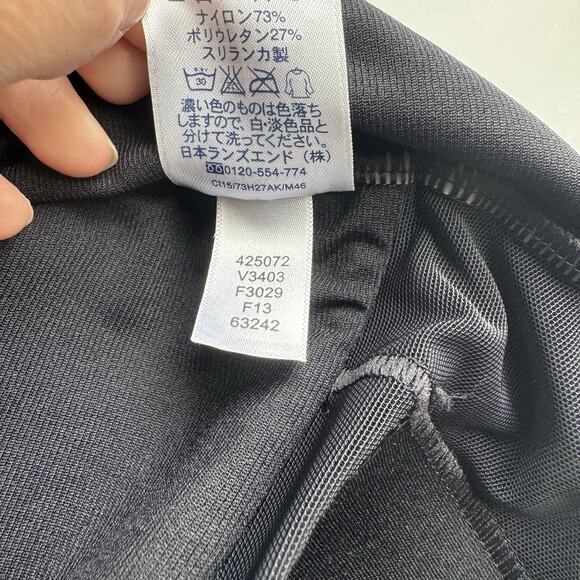 ナイロン73%
ポリウレタン27%
スリランカ製
30
濃い色のものは色落ち
しますので、白・淡色品と
分けて洗ってください。
日本ランズエンド（株）
0120-554-774
CI15/73H27AK/M46
425072
V3403
F3029
F13
63242